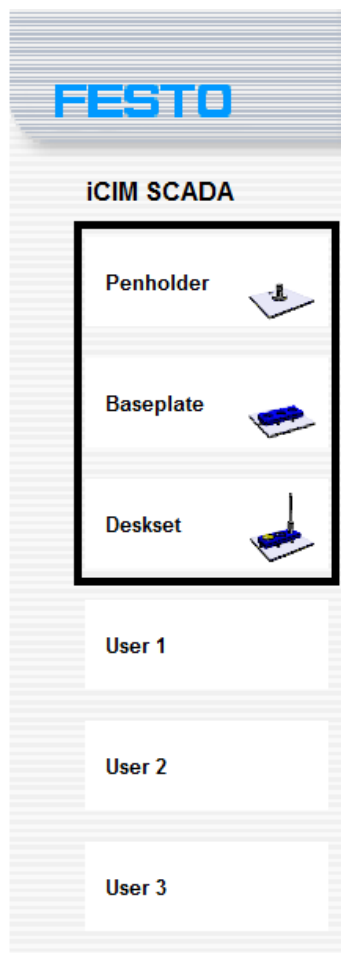 FESTO
iCIM SCADA
Penholder
Baseplate
Deskset
User 1
User 2
User 3